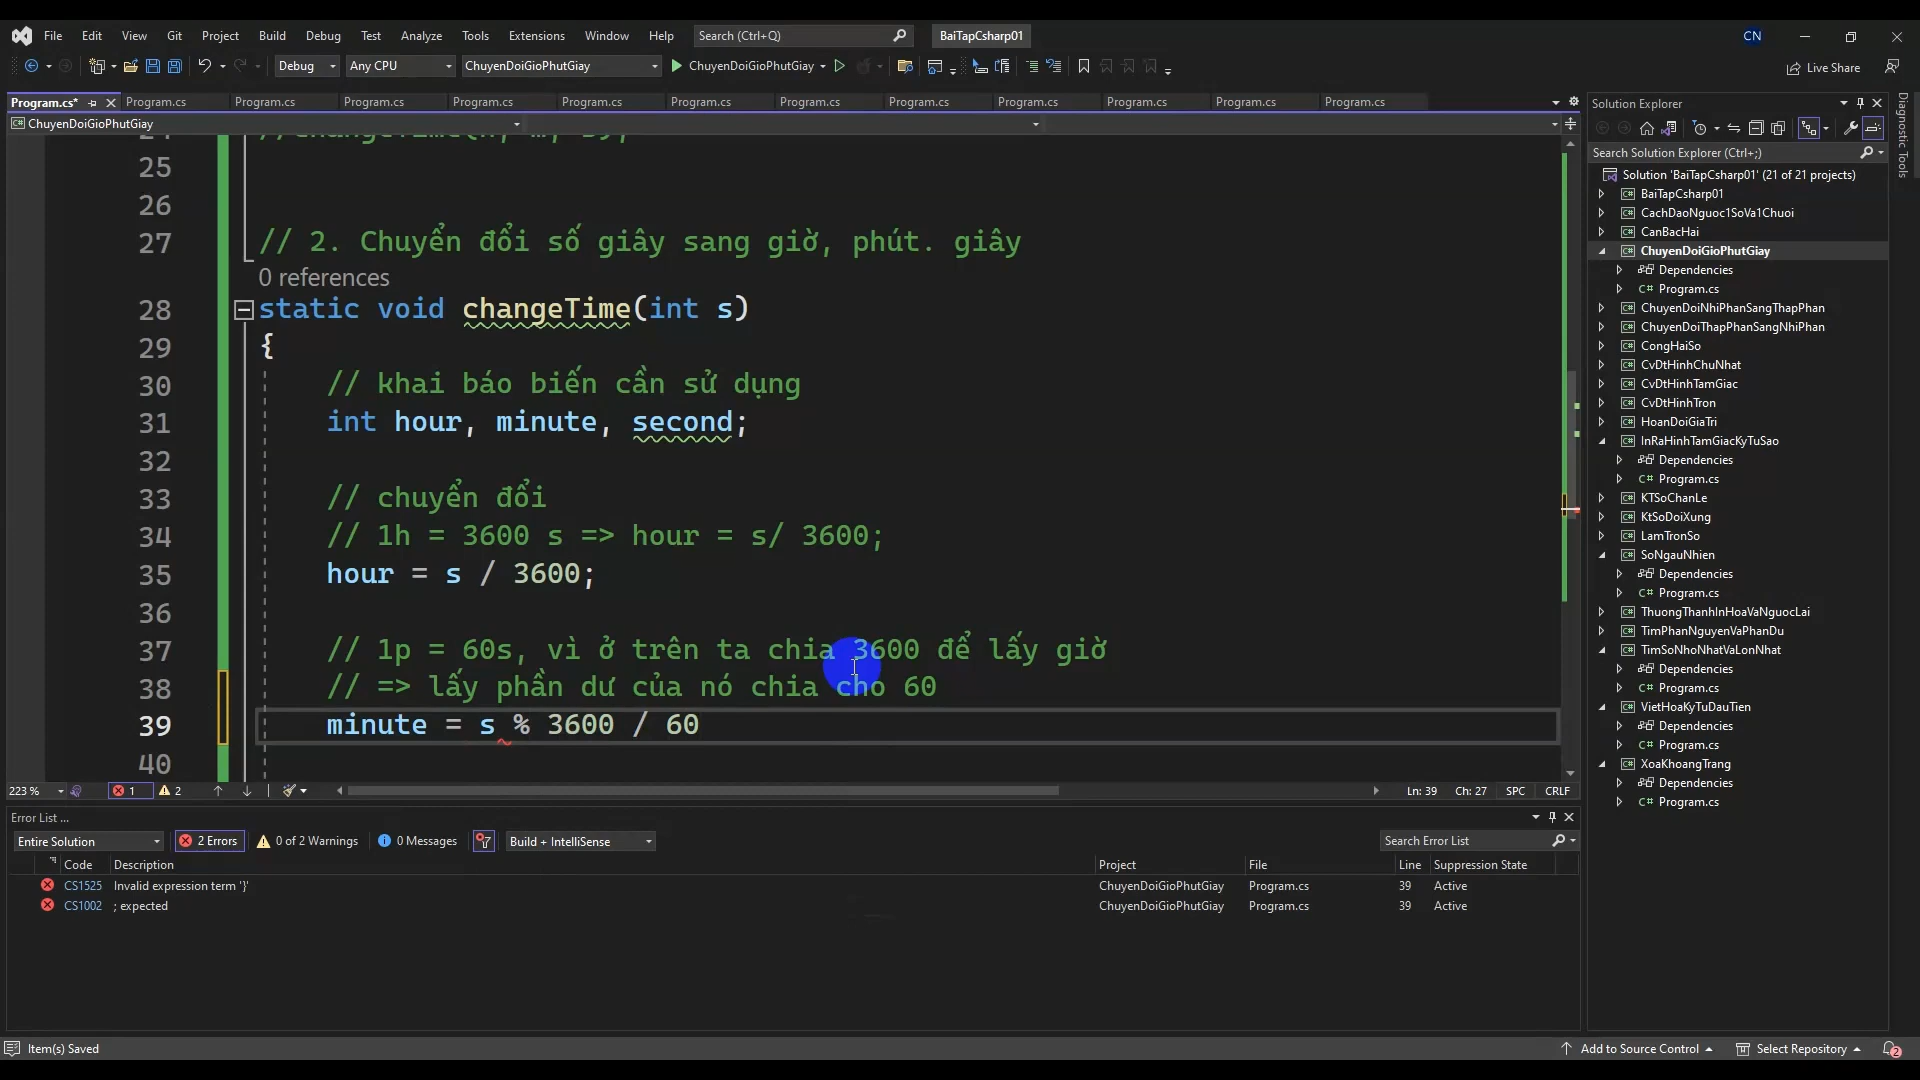 File Edit View Git Project Build Debug Test Analyze Tools Extensions Window Help Search (Ctrl+Q) BaiTapCsharp01 CN
Debug Any CPU ChuyenDoiGioPhutGiay ChuyenDoiGioPhutGiay Live Share
Program.cs* Program.cs Program.cs Program.cs Program.cs Program.cs Program.cs Program.cs Program.cs Program.cs Program.cs Program.cs Program.cs
ChuyenDoiGioPhutGiay
25
26
27 // 2. Chuyển đổi số giây sang giờ, phút. giây
0 references
28 static void changeTime(int s)
29 {
30 // khai báo biến cần sử dụng
31 int hour, minute, second;
32
33 // chuyển đổi
34 // 1h = 3600 s => hour = s/ 3600;
35 hour = s / 3600;
36
37 // 1p = 60s, vì ở trên ta chia 3600 để lấy giờ
38 // => lấy phần dư của nó chia cho 60
39 minute = s % 3600 / 60
40
223 % 1 2 Ln: 39 Ch: 27 SPC CRLF
Error List ...
Entire Solution 2 Errors 0 of 2 Warnings 0 Messages Build + IntelliSense Search Error List
Code Description Project File Line Suppression State
CS1525 Invalid expression term '}' ChuyenDoiGioPhutGiay Program.cs 39 Active
CS1002 ; expected ChuyenDoiGioPhutGiay Program.cs 39 Active
Item(s) Saved Add to Source Control Select Repository 2
Solution Explorer
Search Solution Explorer (Ctrl+;)
Solution 'BaiTapCsharp01' (21 of 21 projects)
BaiTapCsharp01
CachDaoNguoc1SoVa1Chuoi
CanBacHai
ChuyenDoiGioPhutGiay
Dependencies
C# Program.cs
ChuyenDoiNhiPhanSangThapPhan
ChuyenDoiThapPhanSangNhiPhan
CongHaiSo
CvDtHinhChuNhat
CvDtHinhTamGiac
CvDtHinhTron
HoanDoiGiaTri
InRaHinhTamGiacKyTuSao
Dependencies
C# Program.cs
KTSoChanLe
KtSoDoiXung
LamTronSo
SoNgauNhien
Dependencies
C# Program.cs
ThuongThanhInHoaVaNguocLai
TimPhanNguyenVaPhanDu
TimSoNhoNhatVaLonNhat
Dependencies
C# Program.cs
VietHoaKyTuDauTien
Dependencies
C# Program.cs
XoaKhoangTrang
Dependencies
C# Program.cs
Diagnostic Tools